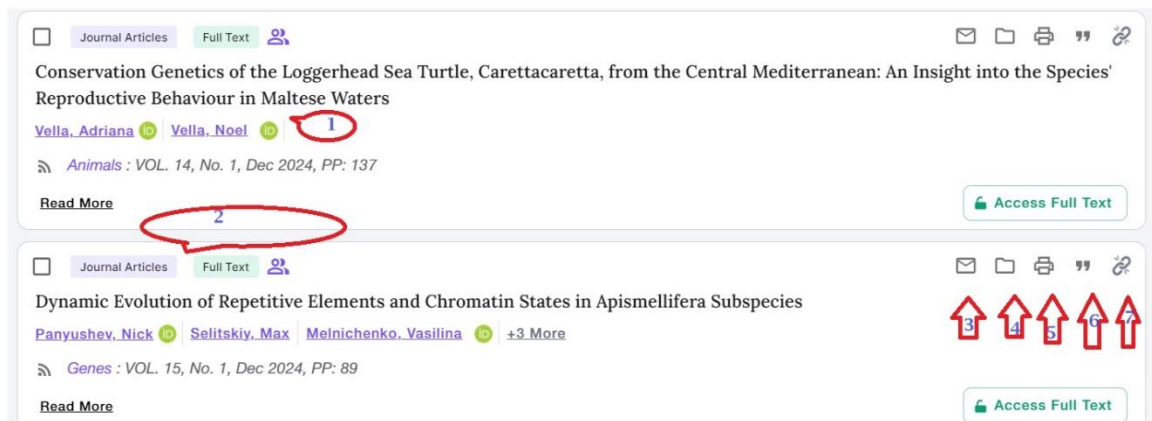 Journal Articles Full Text
Conservation Genetics of the Loggerhead Sea Turtle, Carettacaretta, from the Central Mediterranean: An Insight into the Species'
Reproductive Behaviour in Maltese Waters
Vella, Adriana iD Vella, Noel iD 1
Animals : VOL. 14, No. 1, Dec 2024, PP: 137
Read More Access Full Text
2
Journal Articles Full Text
Dynamic Evolution of Repetitive Elements and Chromatin States in Apismellifera Subspecies
Panyushev, Nick iD Selitskiy, Max Melnichenko, Vasilina iD +3 More
3 4 5 6 7
Genes : VOL. 15, No. 1, Dec 2024, PP: 89
Read More Access Full Text